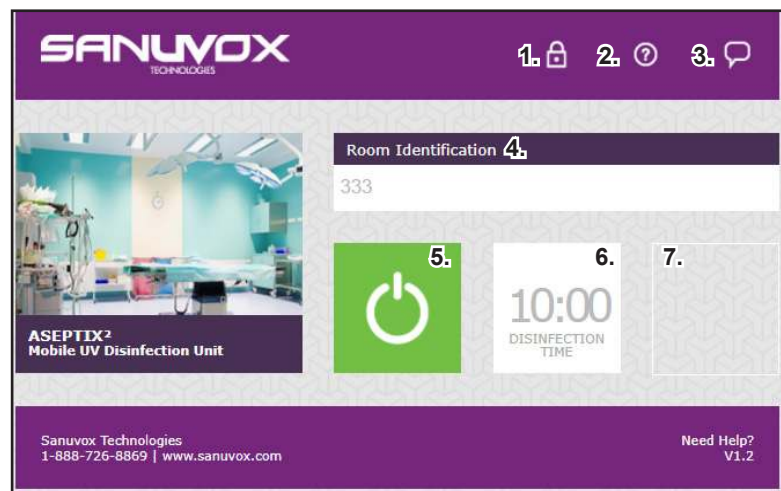 SANUVOX
TECHNOLOGIES
1.
2. ?
3.
Room Identification 4.
333
5.
6.
7.
10:00
DISINFECTION
TIME
ASEPTIX²
Mobile UV Disinfection Unit
Sanuvox Technologies
1-888-726-8869 | www.sanuvox.com
Need Help?
V1.2